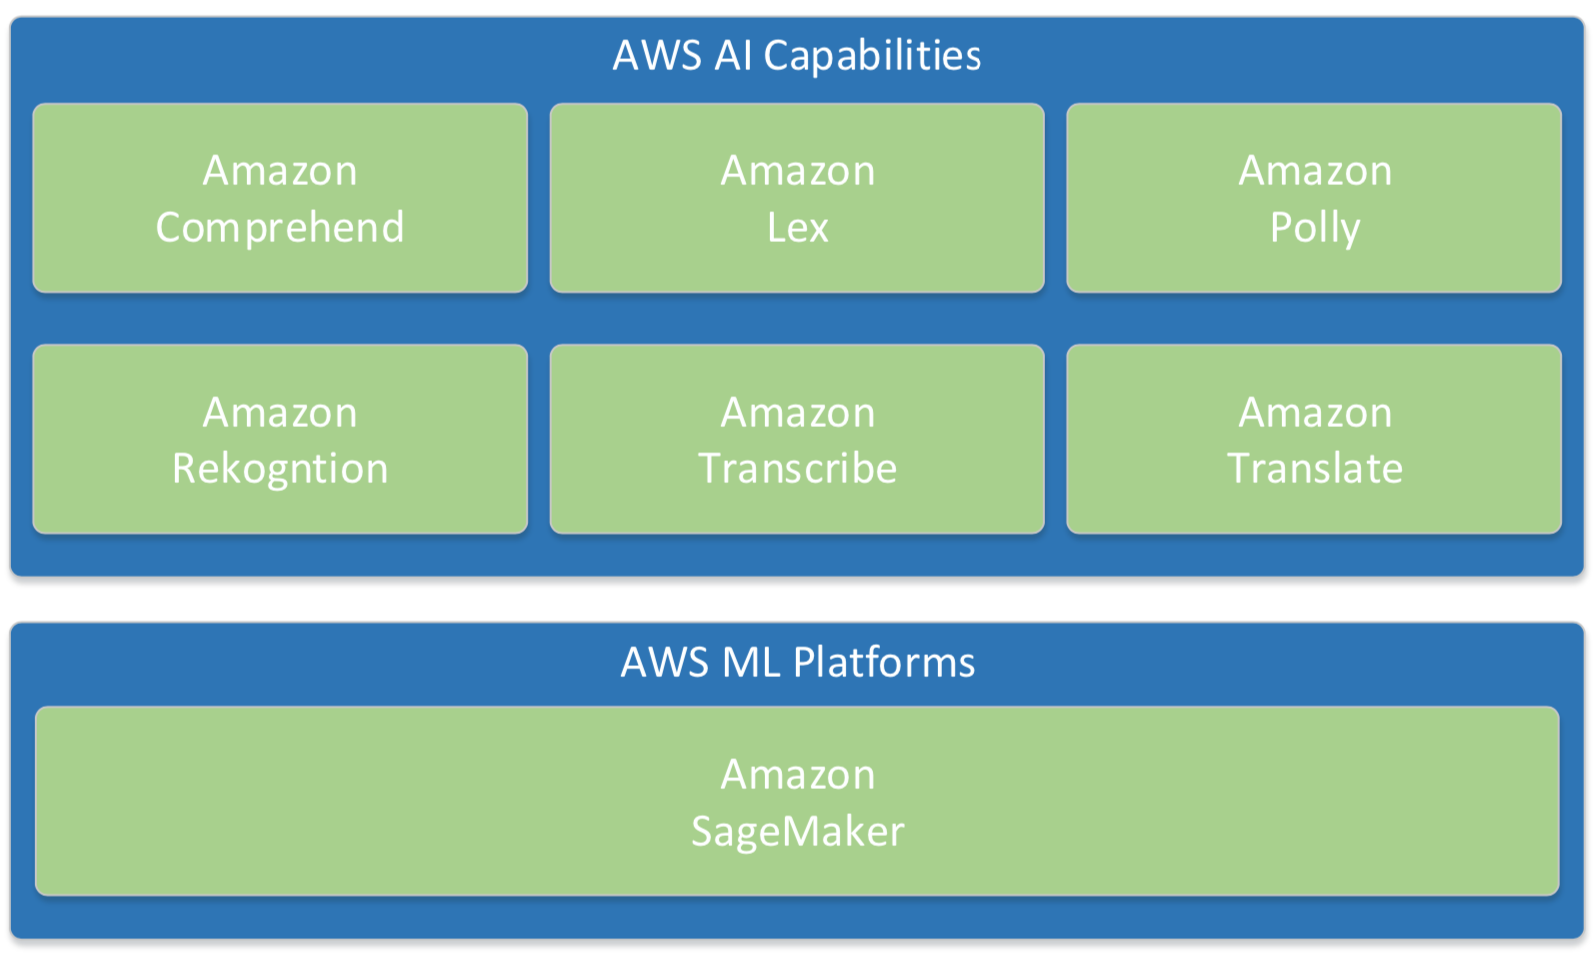 AWS AI Capabilities
Amazon
Comprehend
Amazon
Lex
Amazon
Polly
Amazon
Rekogntion
Amazon
Transcribe
Amazon
Translate
AWS ML Platforms
Amazon
SageMaker